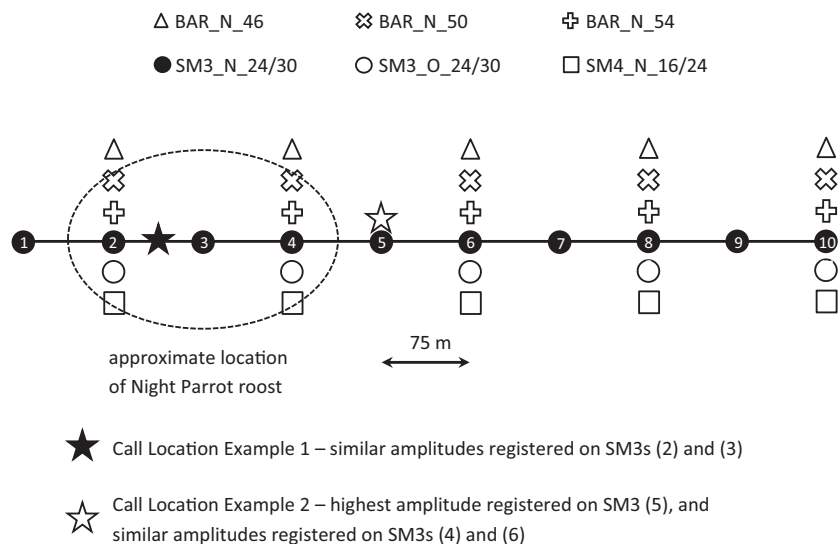 BAR_N_46 BAR_N_50 BAR_N_54
SM3_N_24/30 SM3_O_24/30 SM4_N_16/24
1 2 3 4 5 6 7 8 9 10
75 m
approximate location
of Night Parrot roost
Call Location Example 1 – similar amplitudes registered on SM3s (2) and (3)
Call Location Example 2 – highest amplitude registered on SM3 (5), and
similar amplitudes registered on SM3s (4) and (6)